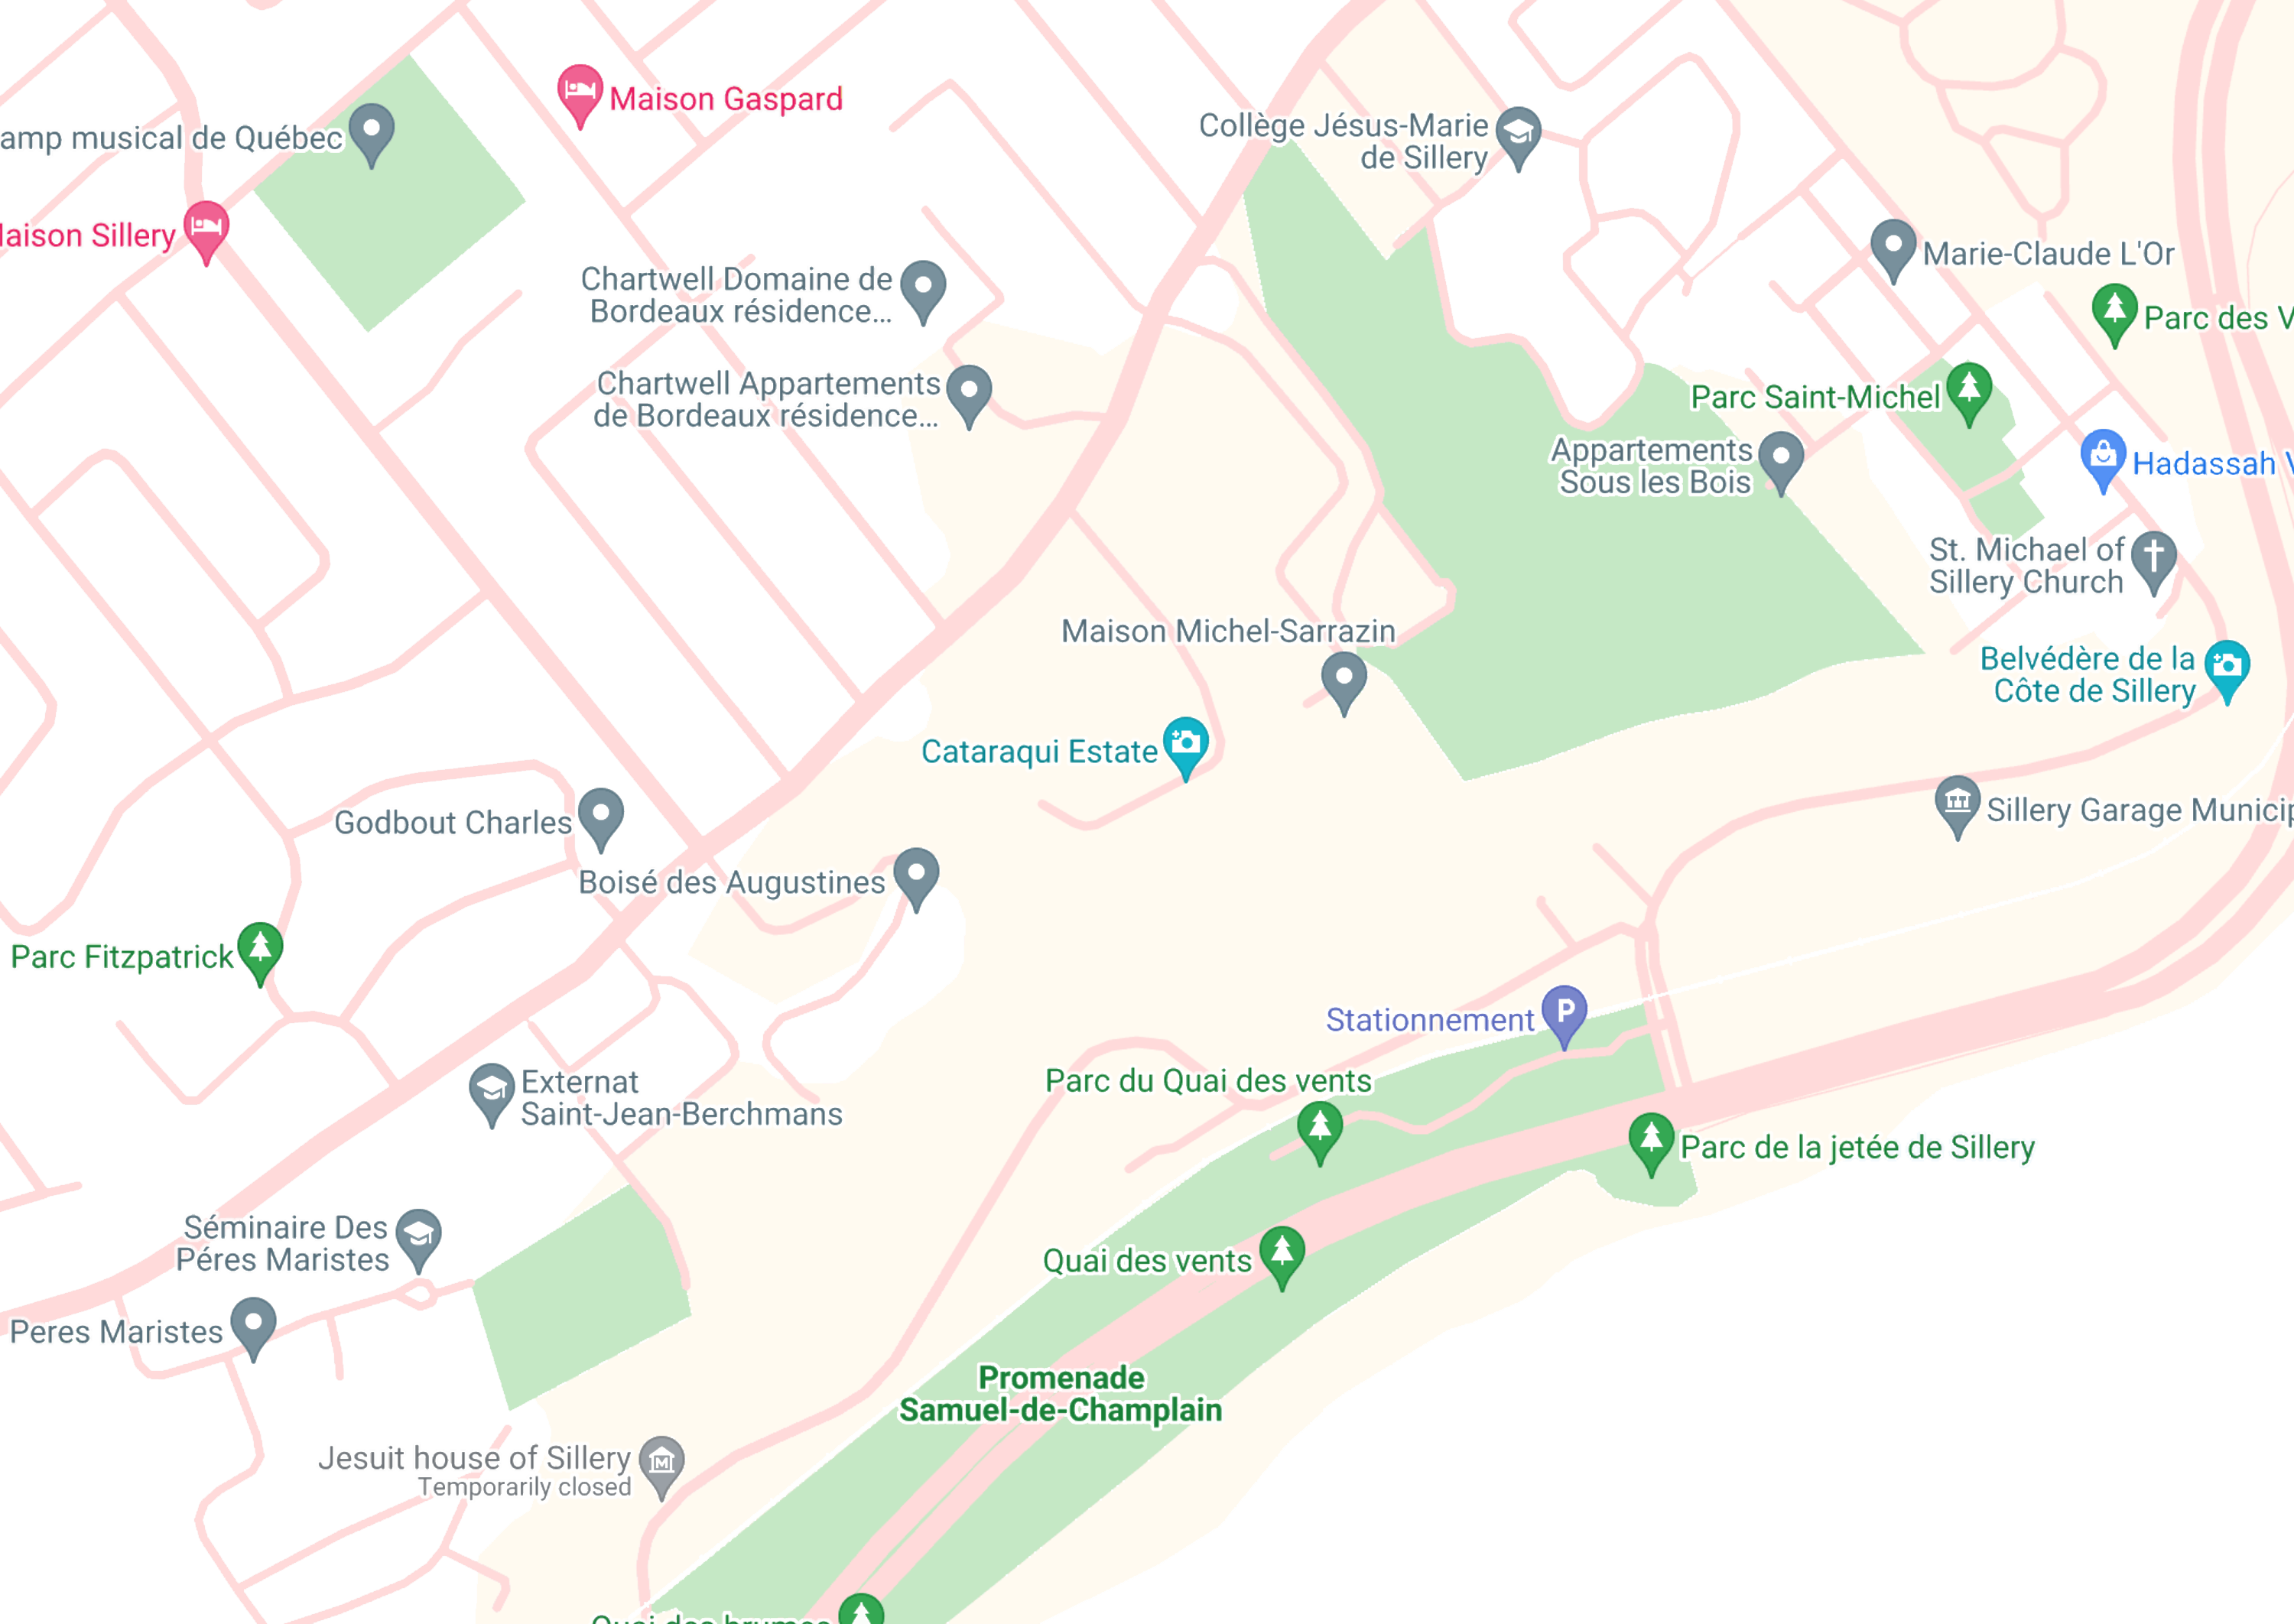 Maison Gaspard
amp musical de Québec
Collège Jésus-Marie
de Sillery
aison Sillery
Marie-Claude L'Or
Chartwell Domaine de
Bordeaux résidence...
Parc des V
Chartwell Appartements
de Bordeaux résidence...
Parc Saint-Michel
Appartements
Sous les Bois
Hadassah V
St. Michael of
Sillery Church
Maison Michel-Sarrazin
Belvédère de la
Côte de Sillery
Cataraqui Estate
Sillery Garage Municip
Godbout Charles
Boisé des Augustines
Parc Fitzpatrick
Stationnement
P
Externat
Saint-Jean-Berchmans
Parc du Quai des vents
Parc de la jetée de Sillery
Séminaire Des
Péres Maristes
Quai des vents
Peres Maristes
Promenade
Samuel-de-Champlain
Jesuit house of Sillery
Temporarily closed
M
Quai des brumes